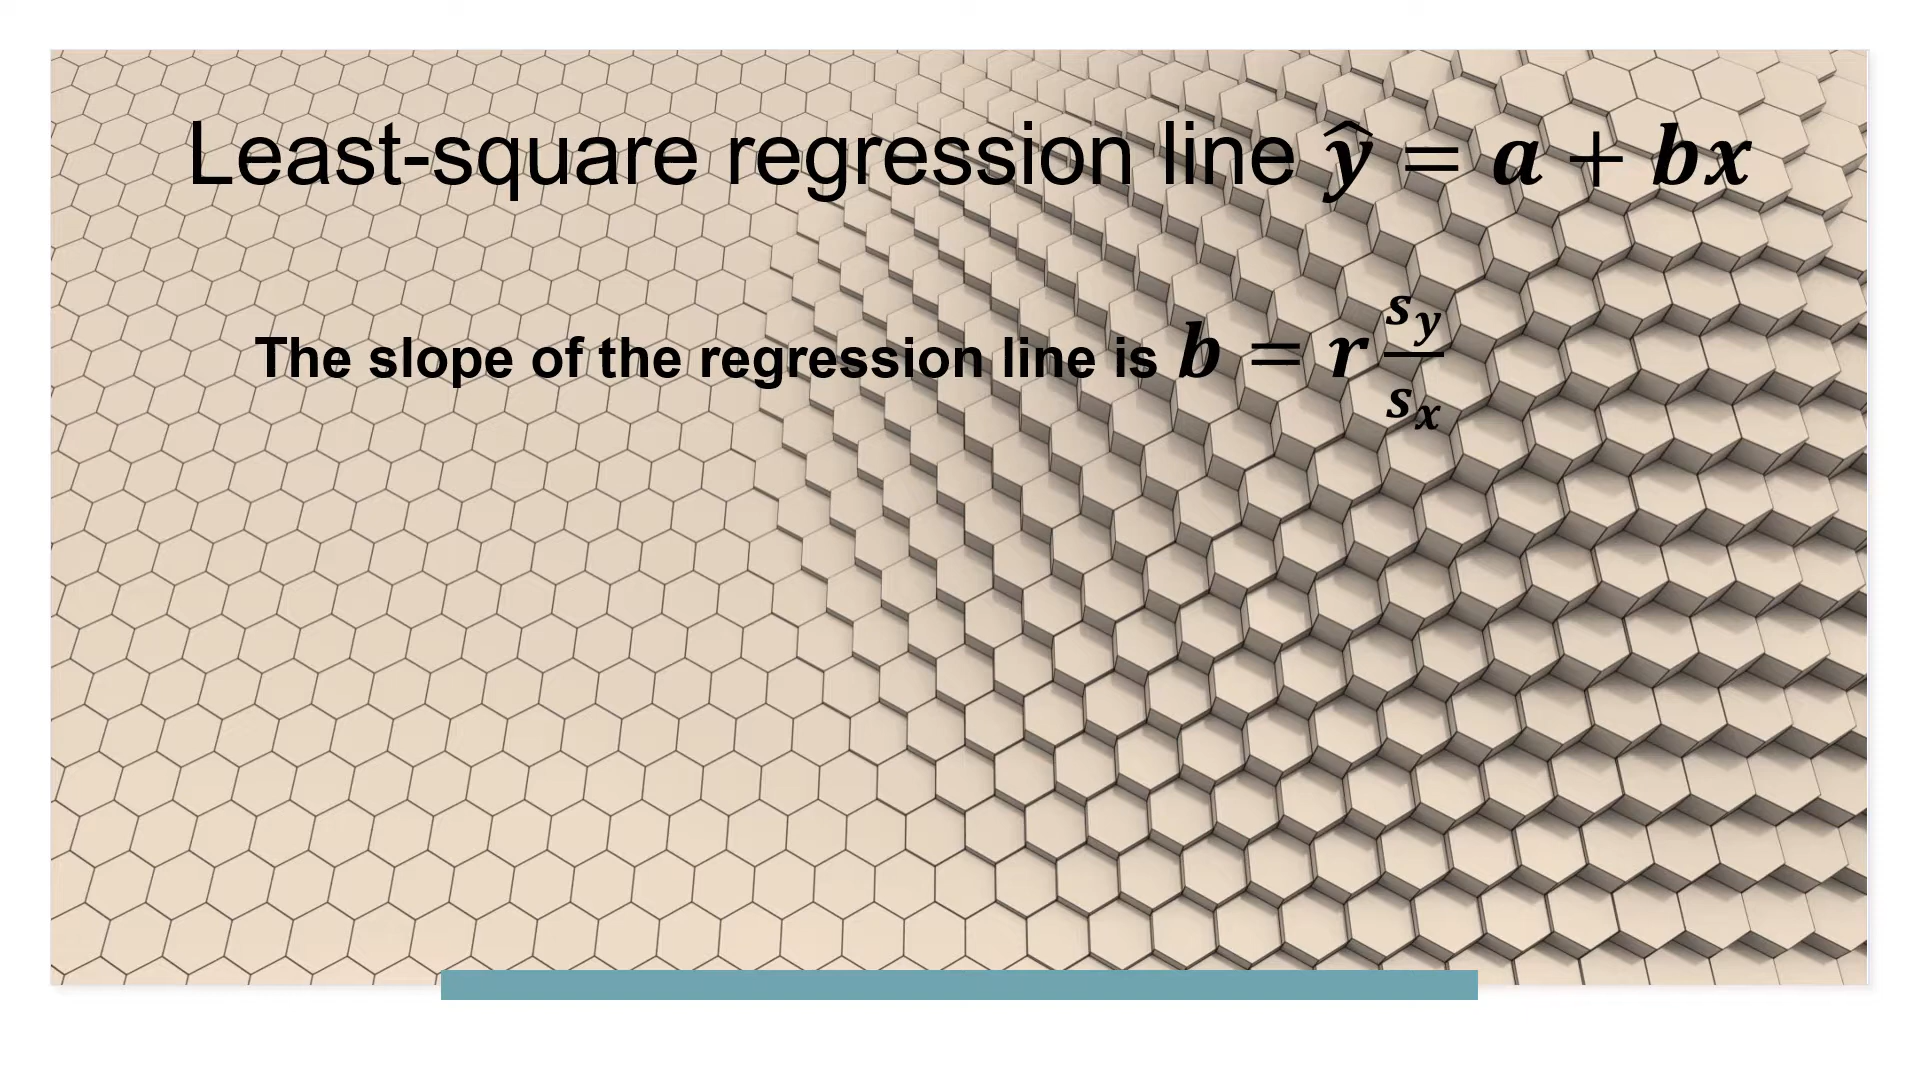 Least-square regression line ŷ = a + bx
The slope of the regression line is b = r s_y/s_x